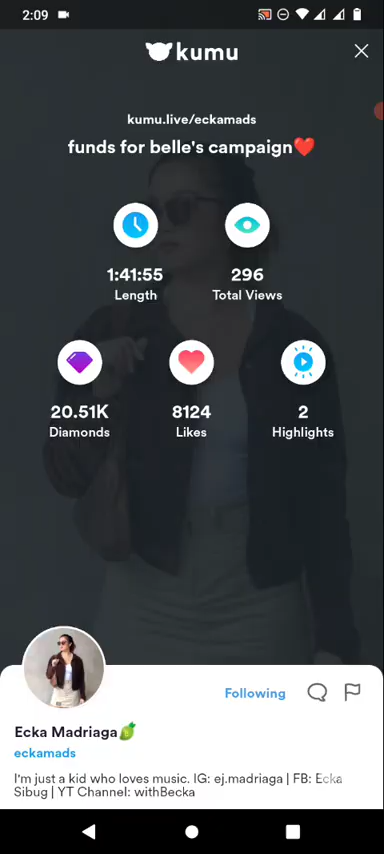 2:09
kumu
kumu.live/eckamads
funds for belle's campaign❤️
1:41:55
Length
296
Total Views
20.51K
Diamonds
8124
Likes
2
Highlights
Following
Ecka Madriaga🍐
eckamads
I'm just a kid who loves music. IG: ej.madriaga | FB: Ecka
Sibug | YT Channel: withBecka